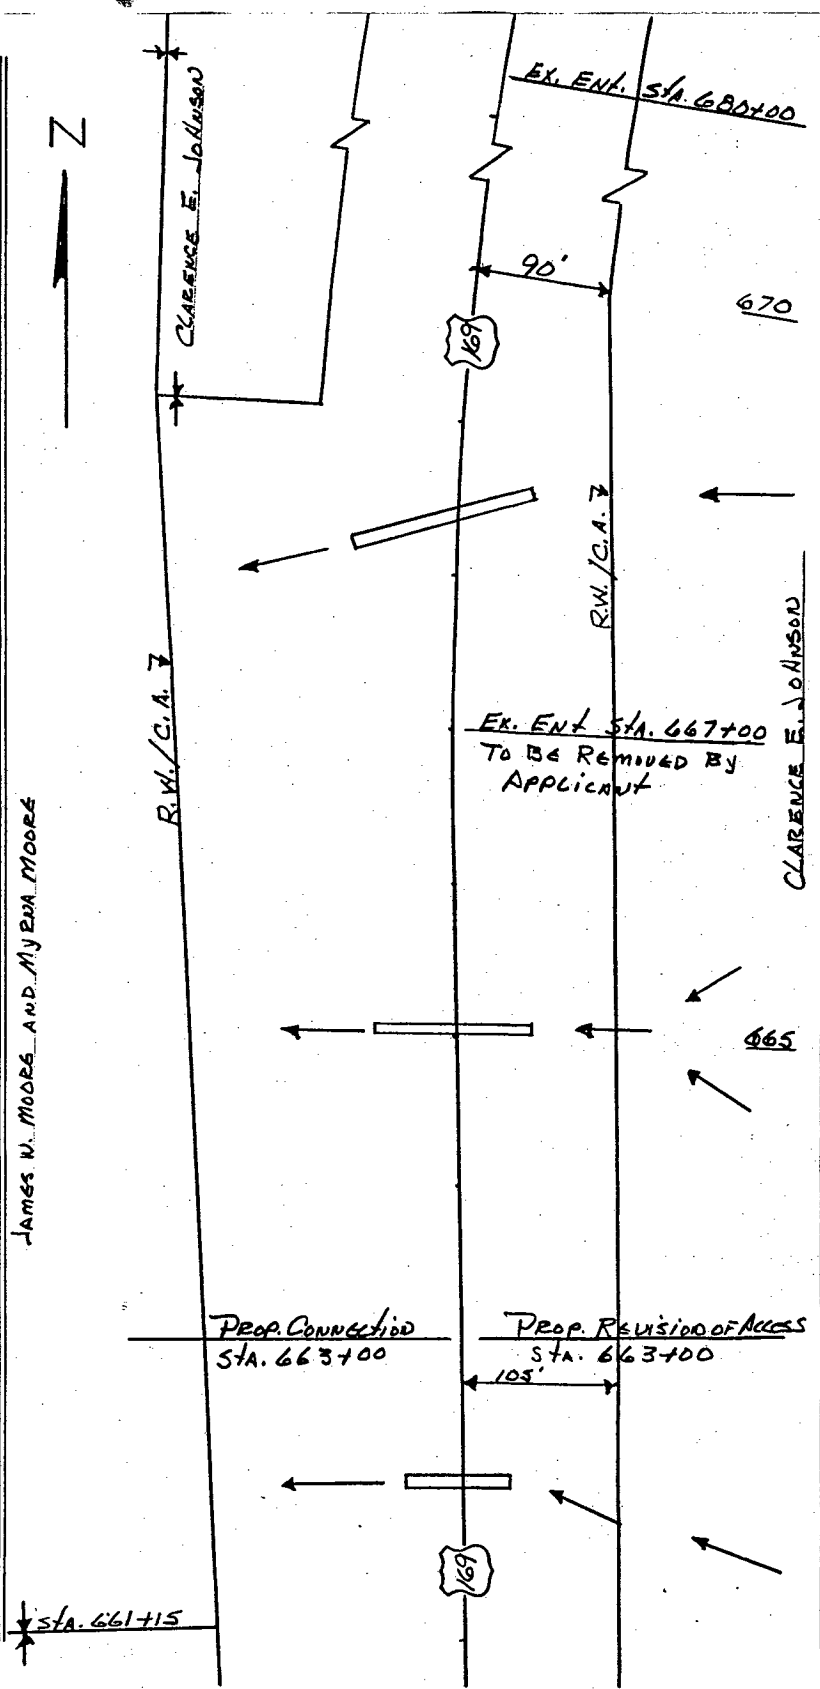 Ex. Ent. Sta. 680+00
CLARENCE E. JOHNSON
N
90'
670
169
R.W./C.A.
R.W./C.A.
Ex. Ent Sta. 667+00
To Be Removed By
Applicant
CLARENCE E. JOHNSON
JAMES W. MOORE AND MYRNA MOORE
665
Prop. Connection
Sta. 663+00
Prop. Revision of Access
Sta. 663+00
105'
169
Sta. 661+15